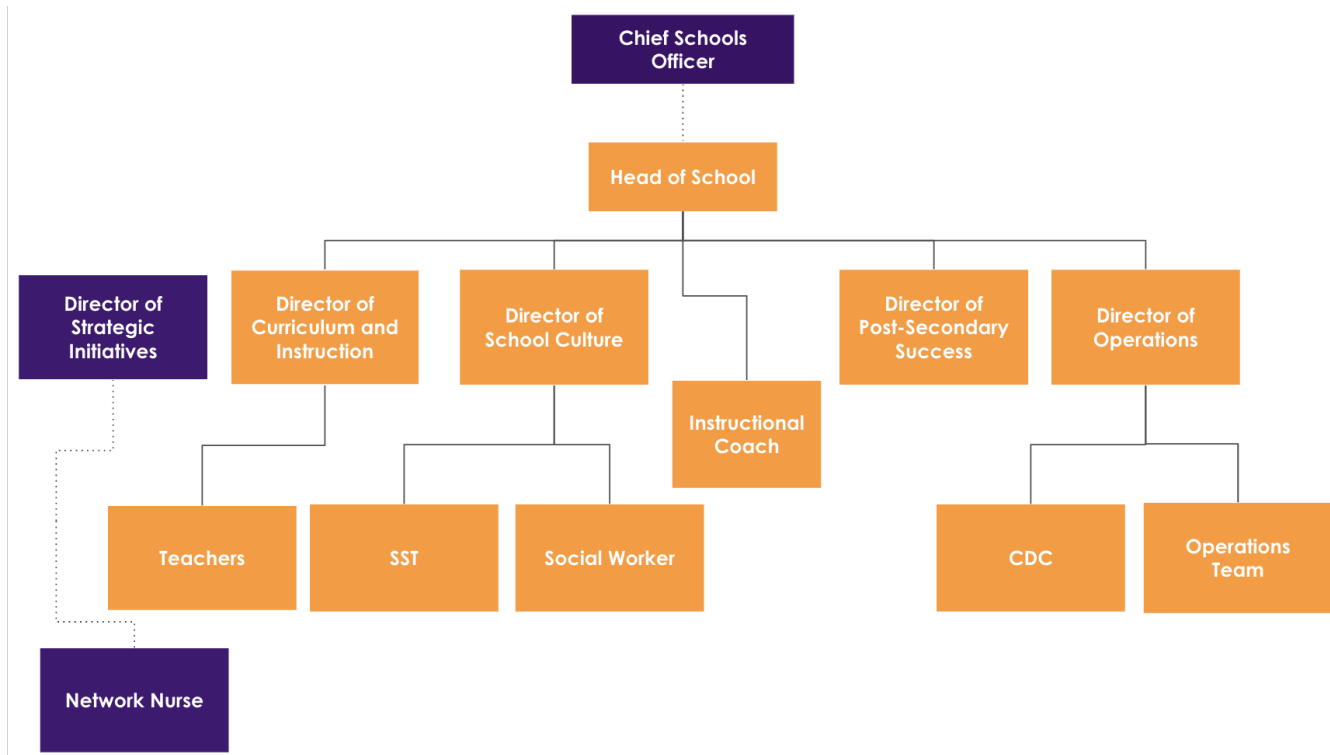 Chief Schools
Officer
Head of School
Director of
Strategic
Initiatives
Director of
Curriculum and
Instruction
Director of
School Culture
Instructional
Coach
Director of
Post-Secondary
Success
Director of
Operations
Teachers
SST
Social Worker
CDC
Operations
Team
Network Nurse